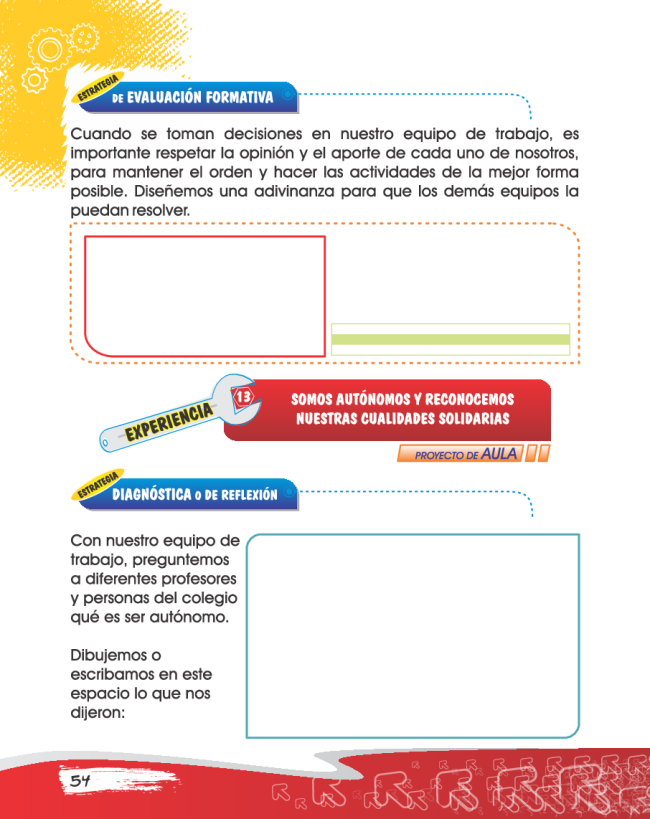 ESTRATEGIA
DE EVALUACIÓN FORMATIVA
Cuando se toman decisiones en nuestro equipo de trabajo, es
importante respetar la opinión y el aporte de cada uno de nosotros,
para mantener el orden y hacer las actividades de la mejor forma
posible. Diseñemos una adivinanza para que los demás equipos la
puedan resolver.
EXPERIENCIA
13
SOMOS AUTÓNOMOS Y RECONOCEMOS
NUESTRAS CUALIDADES SOLIDARIAS
PROYECTO DE AULA
ESTRATEGIA
DIAGNÓSTICA O DE REFLEXIÓN
Con nuestro equipo de
trabajo, preguntemos
a diferentes profesores
y personas del colegio
qué es ser autónomo.
Dibujemos o
escribamos en este
espacio lo que nos
dijeron:
54